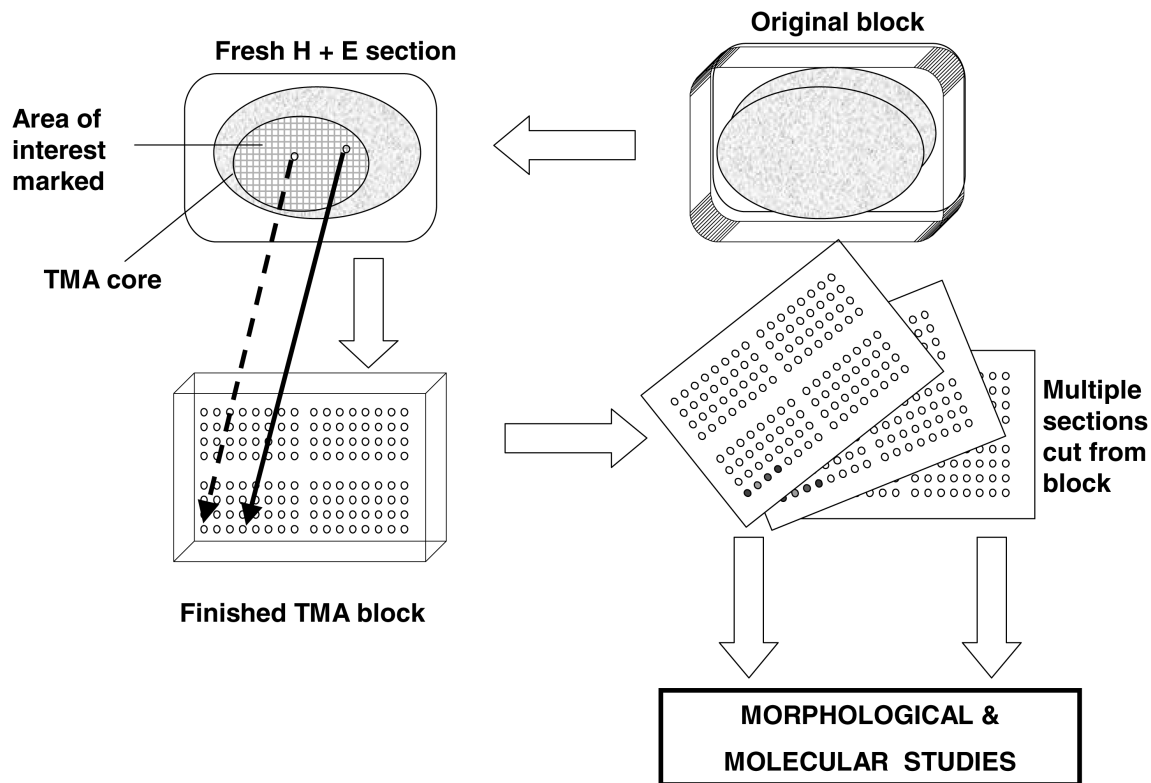 Original block
Fresh H + E section
Area of
interest
marked
TMA core
Multiple
sections
cut from
block
Finished TMA block
MORPHOLOGICAL &
MOLECULAR STUDIES